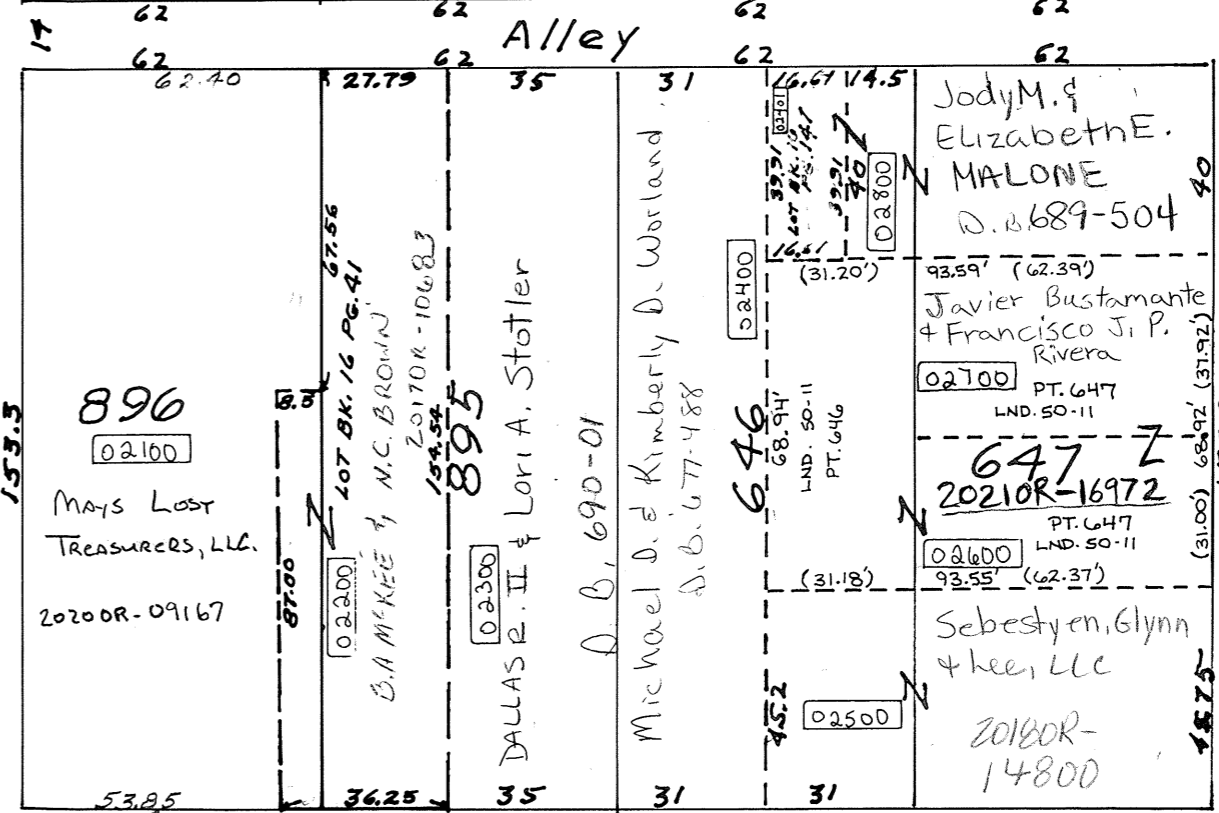 62 62 62 62
17
Alley
62 62 62 62
62.40
27.79
35
31
16.61
14.5
153.3
896
02100
MAYS LOST
TREASURERS, LLC.
20200R-09167
53.85
8.5
87.00
67.56
LOT BK. 16 PG. 41
B.A MCKEE & N.C. BROWN
20170R-10683
02200
36.25
154.54
895
DALLAS R. II & Lori A. Stotler
D. B. 690-01
02300
35
Michael D. & Kimberly D. Worland
D.B. 677-488
02400
31
646
02401
39.91
LOT BK. 16
PG. 141
39.91
40
16.61
02800
(31.20')
68.94'
LND. 50-11
PT. 646
(31.18')
45.2
02500
31
Jody M. &
Elizabeth E.
MALONE
D.B 689-504
40
93.59' (62.39')
Javier Bustamante
& Francisco J. P.
Rivera
02700
PT. 647
LND. 50-11
(37.92')
68.92'
647
20210R-16972
PT. 647
LND. 50-11
02600
(31.00')
93.55' (62.37')
Sebestyen, Glynn
& Lee, LLC
20180R-
14800